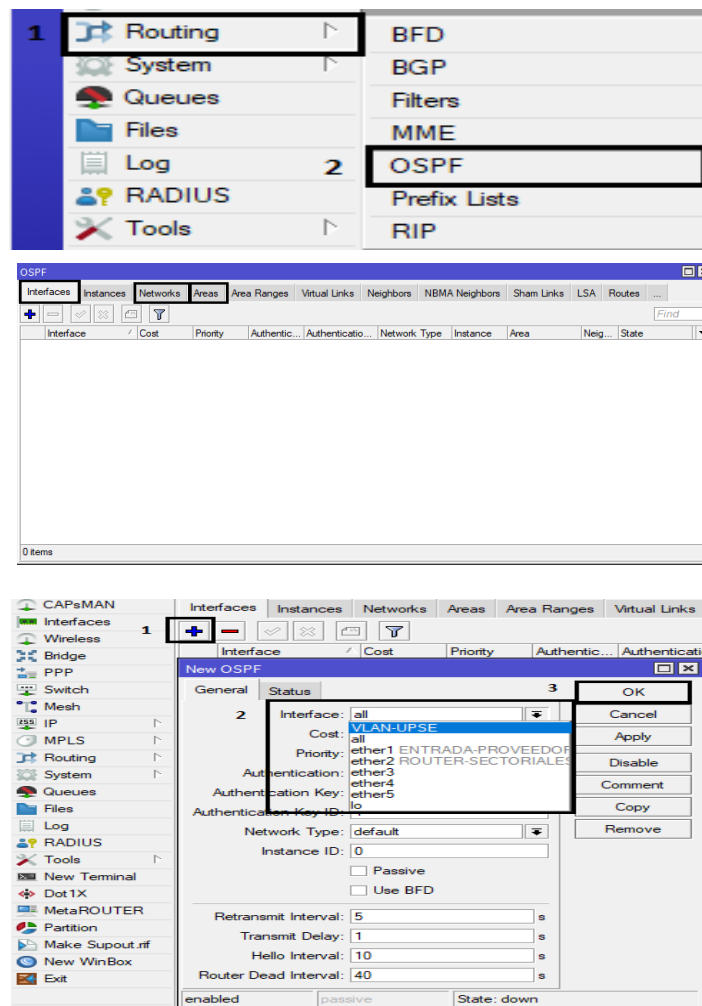 1 Routing BFD
System BGP
Queues Filters
Files MME
Log 2 OSPF
RADIUS Prefix Lists
Tools RIP
OSPF
Interfaces Instances Networks Areas Area Ranges Virtual Links Neighbors NBMA Neighbors Sham Links LSA Routes ...
Find
Interface / Cost Priority Authentic... Authenticatio... Network Type Instance Area Neig... State
0 items
CAPsMAN
Interfaces
Wireless
Bridge
PPP
Switch
Mesh
IP
MPLS
Routing
System
Queues
Files
Log
RADIUS
Tools
New Terminal
Dot1X
MetaROUTER
Partition
Make Supout.rif
New WinBox
Exit
Interfaces Instances Networks Areas Area Ranges Virtual Links
1
Interface / Cost Priority Authentic... Authenticati
New OSPF
General Status 3 OK
2 Interface: all Cancel
Cost: VLAN-UPSE
all Apply
Priority: ether1 ENTRADA-PROVEEDOR
ether2 ROUTER-SECTORIALES Disable
Authentication: ether3
ether4 Comment
Authentication Key: ether5
lo Copy
Authentication Key ID:
Network Type: default Remove
Instance ID: 0
Passive
Use BFD
Retransmit Interval: 5 s
Transmit Delay: 1 s
Hello Interval: 10 s
Router Dead Interval: 40 s
enabled passive State: down